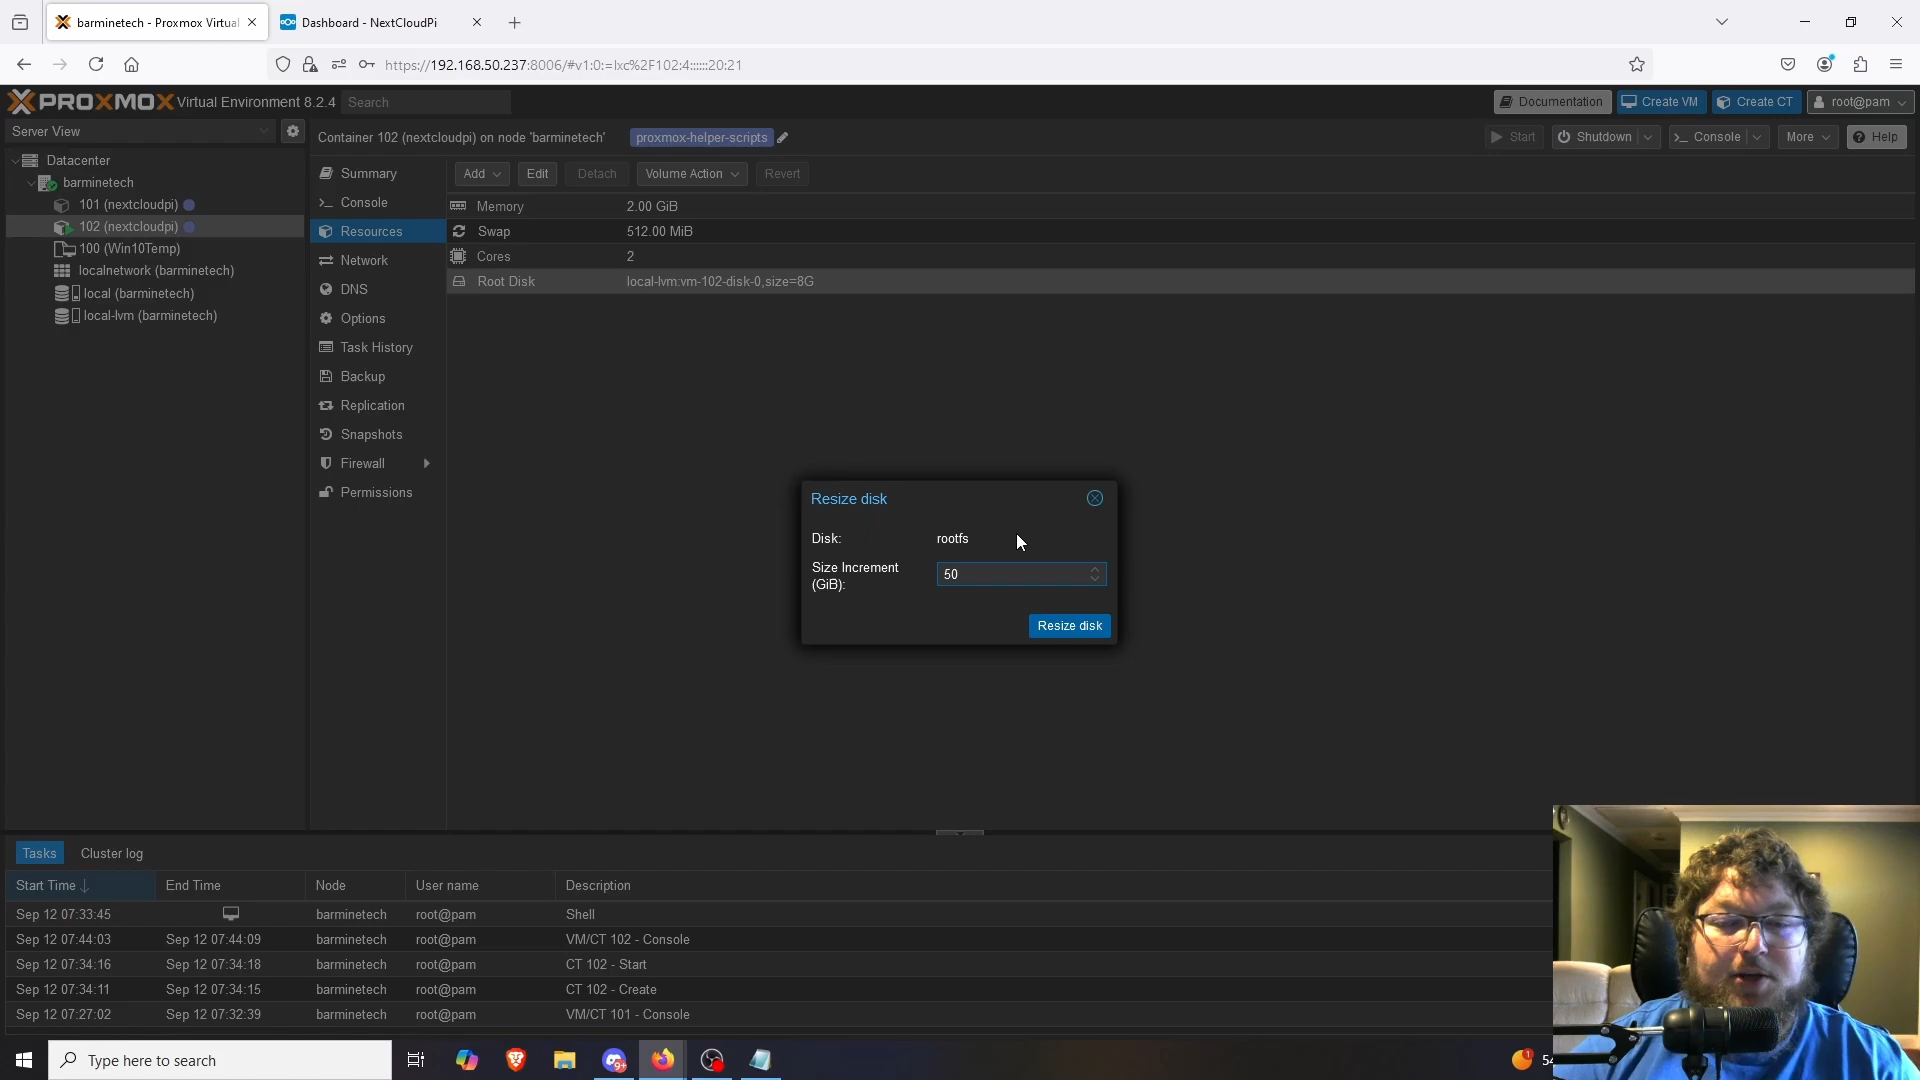 barminetech - Proxmox Virtual
Dashboard - NextCloudPi
https://192.168.50.237:8006/#v1:0:=lxc%2F102:4::::::20:21
PROXMOX Virtual Environment 8.2.4
Search
Documentation
Create VM
Create CT
root@pam
Server View
Container 102 (nextcloudpi) on node 'barminetech'
proxmox-helper-scripts
Start
Shutdown
Console
More
Help
Datacenter
barminetech
101 (nextcloudpi)
102 (nextcloudpi)
100 (Win10Temp)
localnetwork (barminetech)
local (barminetech)
local-lvm (barminetech)
Summary
Console
Resources
Network
DNS
Options
Task History
Backup
Replication
Snapshots
Firewall
Permissions
Add
Edit
Detach
Volume Action
Revert
Memory 2.00 GiB
Swap 512.00 MiB
Cores 2
Root Disk local-lvm:vm-102-disk-0,size=8G
Resize disk
Disk: rootfs
Size Increment
(GiB):
50
Resize disk
Tasks
Cluster log
Start Time End Time Node User name Description
Sep 12 07:33:45 barminetech root@pam Shell
Sep 12 07:44:03 Sep 12 07:44:09 barminetech root@pam VM/CT 102 - Console
Sep 12 07:34:16 Sep 12 07:34:18 barminetech root@pam CT 102 - Start
Sep 12 07:34:11 Sep 12 07:34:15 barminetech root@pam CT 102 - Create
Sep 12 07:27:02 Sep 12 07:32:39 barminetech root@pam VM/CT 101 - Console
Type here to search
9+
1